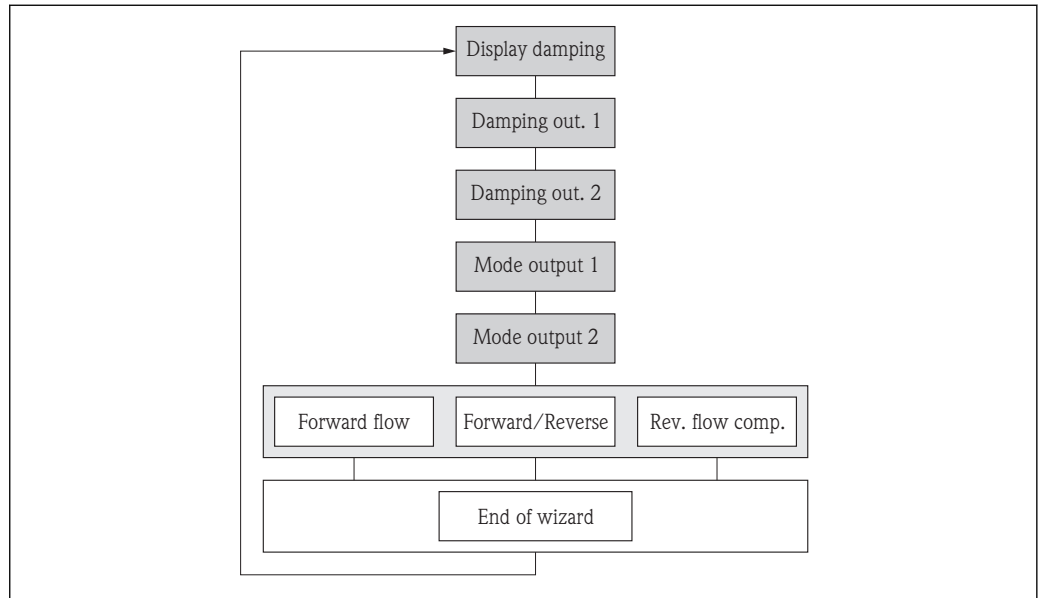 Display damping
Damping out. 1
Damping out. 2
Mode output 1
Mode output 2
Forward flow
Forward/Reverse
Rev. flow comp.
End of wizard